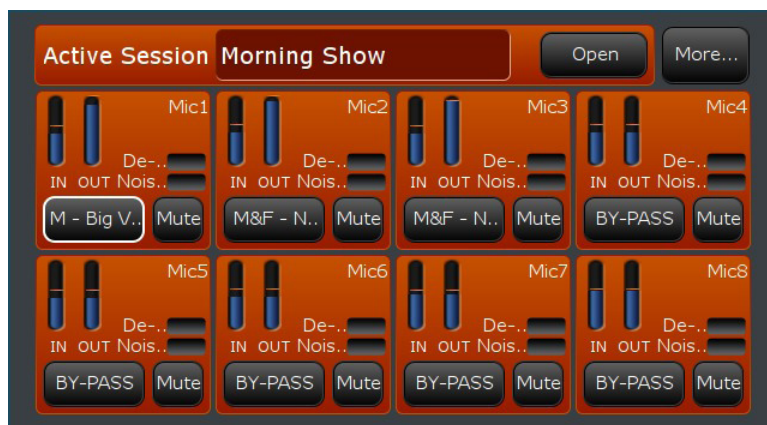 Active Session Morning Show Open More...
Mic1 Mic2 Mic3 Mic4
De-.. De-.. De-.. De-..
IN OUT Nois.. IN OUT Nois.. IN OUT Nois.. IN OUT Nois..
M - Big V.. Mute M&F - N.. Mute M&F - N.. Mute BY-PASS Mute
Mic5 Mic6 Mic7 Mic8
De-.. De-.. De-.. De-..
IN OUT Nois.. IN OUT Nois.. IN OUT Nois.. IN OUT Nois..
BY-PASS Mute BY-PASS Mute BY-PASS Mute BY-PASS Mute